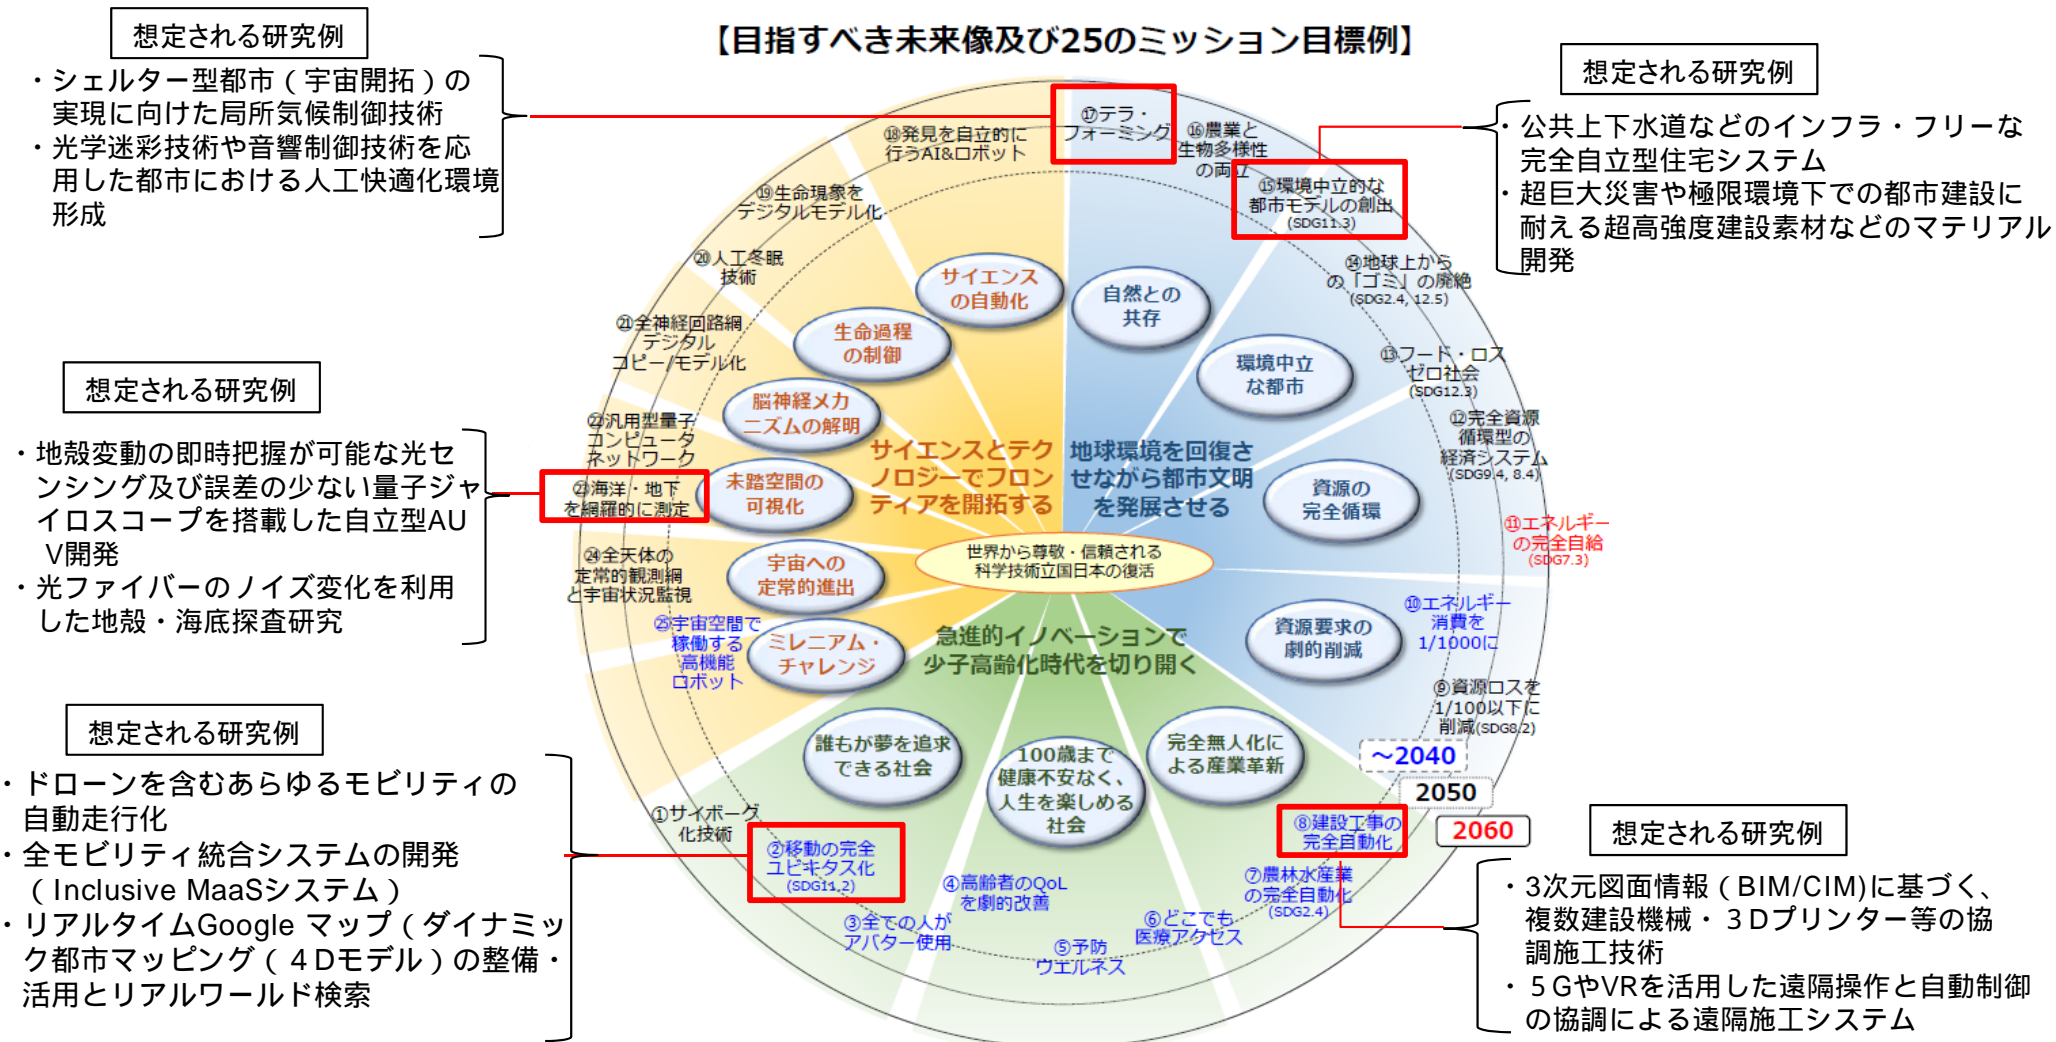 【目指すべき未来像及び25のミッション目標例】
想定される研究例
・シェルター型都市（宇宙開拓）の
実現に向けた局所気候制御技術
・光学迷彩技術や音響制御技術を応
用した都市における人工快適化環境
形成
想定される研究例
・地殻変動の即時把握が可能な光セ
ンシング及び誤差の少ない量子ジャ
イロスコープを搭載した自立型AU
V開発
・光ファイバーのノイズ変化を利用
した地殻・海底探査研究
想定される研究例
・ドローンを含むあらゆるモビリティの
自動走行化
・全モビリティ統合システムの開発
（Inclusive MaaSシステム）
・リアルタイムGoogle マップ（ダイナミッ
ク都市マッピング（４Dモデル）の整備・
活用とリアルワールド検索
想定される研究例
・公共上下水道などのインフラ・フリーな
完全自立型住宅システム
・超巨大災害や極限環境下での都市建設に
耐える超高強度建設素材などのマテリアル
開発
想定される研究例
・3次元図面情報（BIM/CIM)に基づく、
複数建設機械・３Dプリンター等の協
調施工技術
・５GやVRを活用した遠隔操作と自動制御
の協調による遠隔施工システム
⑰テラ・
フォーミング
⑯農業と
生物多様性
の両立
⑮環境中立的な
都市モデルの創出
(SDG11.3)
⑭地球上から
の「ゴミ」の廃絶
(SDG2.4, 12.5)
⑬フード・ロス
ゼロ社会
(SDG12.3)
⑫完全資源
循環型の
経済システム
(SDG9.4, 8.4)
⑪エネルギー
の完全自給
(SDG7.3)
⑩エネルギー
消費を
1/1000に
⑨資源ロスを
1/100以下に
削減(SDG8.2)
～2040
2050
2060
⑧建設工事の
完全自動化
⑦農林水産業
の完全自動化
(SDG2.4)
⑥どこでも
医療アクセス
⑤予防
ウエルネス
④高齢者のQoL
を劇的改善
③全ての人が
アバター使用
②移動の完全
ユビキタス化
(SDG11.2)
①サイボーグ
化技術
㉕宇宙空間で
稼働する
高機能
ロボット
㉔全天体の
定常的観測網
と宇宙状況監視
㉓海洋・地下
を網羅的に測定
㉒汎用型量子
コンピュータ
ネットワーク
㉑全神経回路網
デジタル
コピー/モデル化
⑳人工冬眠
技術
⑲生命現象を
デジタルモデル化
⑱発見を自立的に
行うAI&ロボット
サイエンス
の自動化
生命過程
の制御
脳神経メカ
ニズムの解明
未踏空間の
可視化
宇宙への
定常的進出
ミレニアム・
チャレンジ
自然との
共存
環境中立
な都市
資源の
完全循環
資源要求の
劇的削減
誰もが夢を追求
できる社会
100歳まで
健康不安なく、
人生を楽しめる
社会
完全無人化に
よる産業革新
サイエンスとテク
ノロジーでフロン
ティアを開拓する
地球環境を回復さ
せながら都市文明
を発展させる
世界から尊敬・信頼される
科学技術立国日本の復活
急進的イノベーションで
少子高齢化時代を切り開く